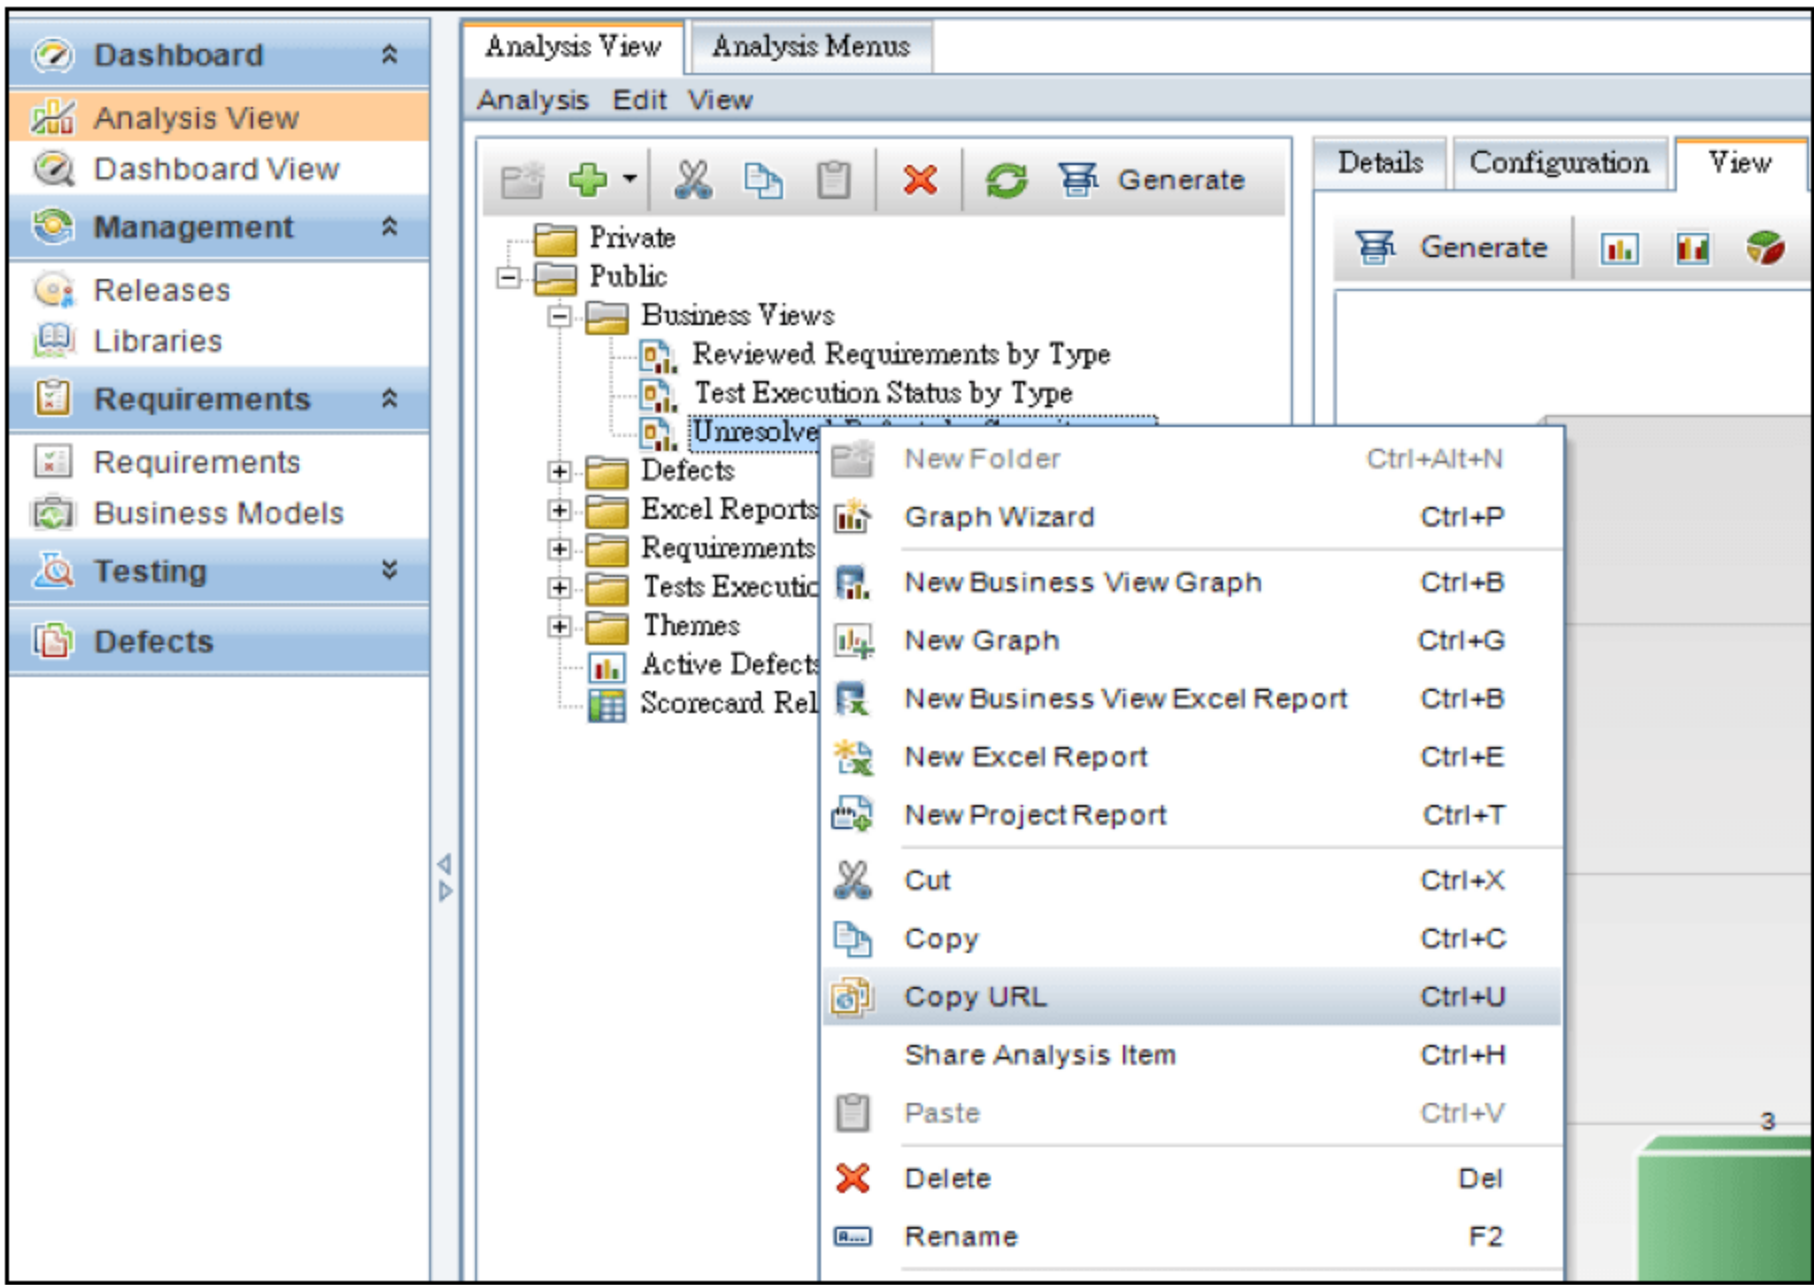 Dashboard
Analysis View
Dashboard View
Management
Releases
Libraries
Requirements
Requirements
Business Models
Testing
Defects
Analysis View
Analysis Menus
Analysis Edit View
Generate
Private
Public
Business Views
Reviewed Requirements by Type
Test Execution Status by Type
Defects
Excel Reports
Requirements
Themes
Active Defects
Scorecard
New Folder Ctrl+Alt+N
Graph Wizard Ctrl+P
New Business View Graph Ctrl+B
New Graph Ctrl+G
New Business View Excel Report Ctrl+B
New Excel Report Ctrl+E
New Project Report Ctrl+T
Cut Ctrl+X
Copy Ctrl+C
Copy URL Ctrl+U
Share Analysis Item Ctrl+H
Paste Ctrl+V
Delete Del
Rename F2
Details
Configuration
View
Generate
3